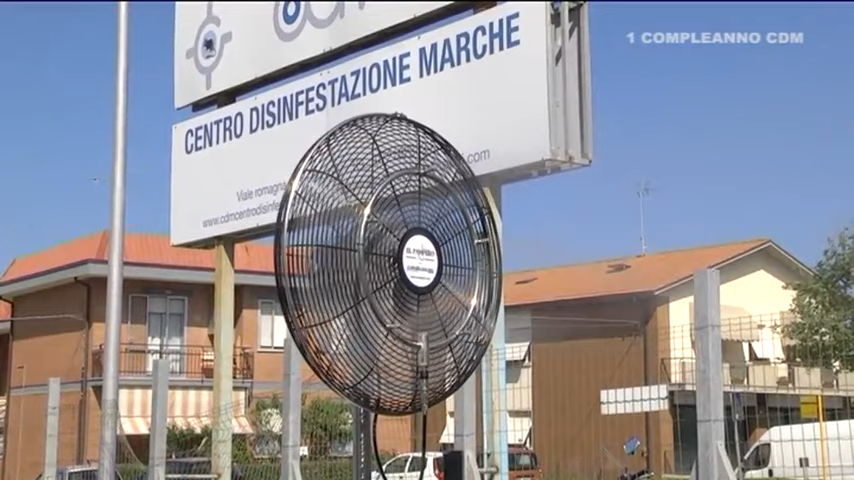 1 COMPLEANNO CDM
CENTRO DISINFESTAZIONE MARCHE
Viale romagna
www.cdmcentrodisinfe
.com